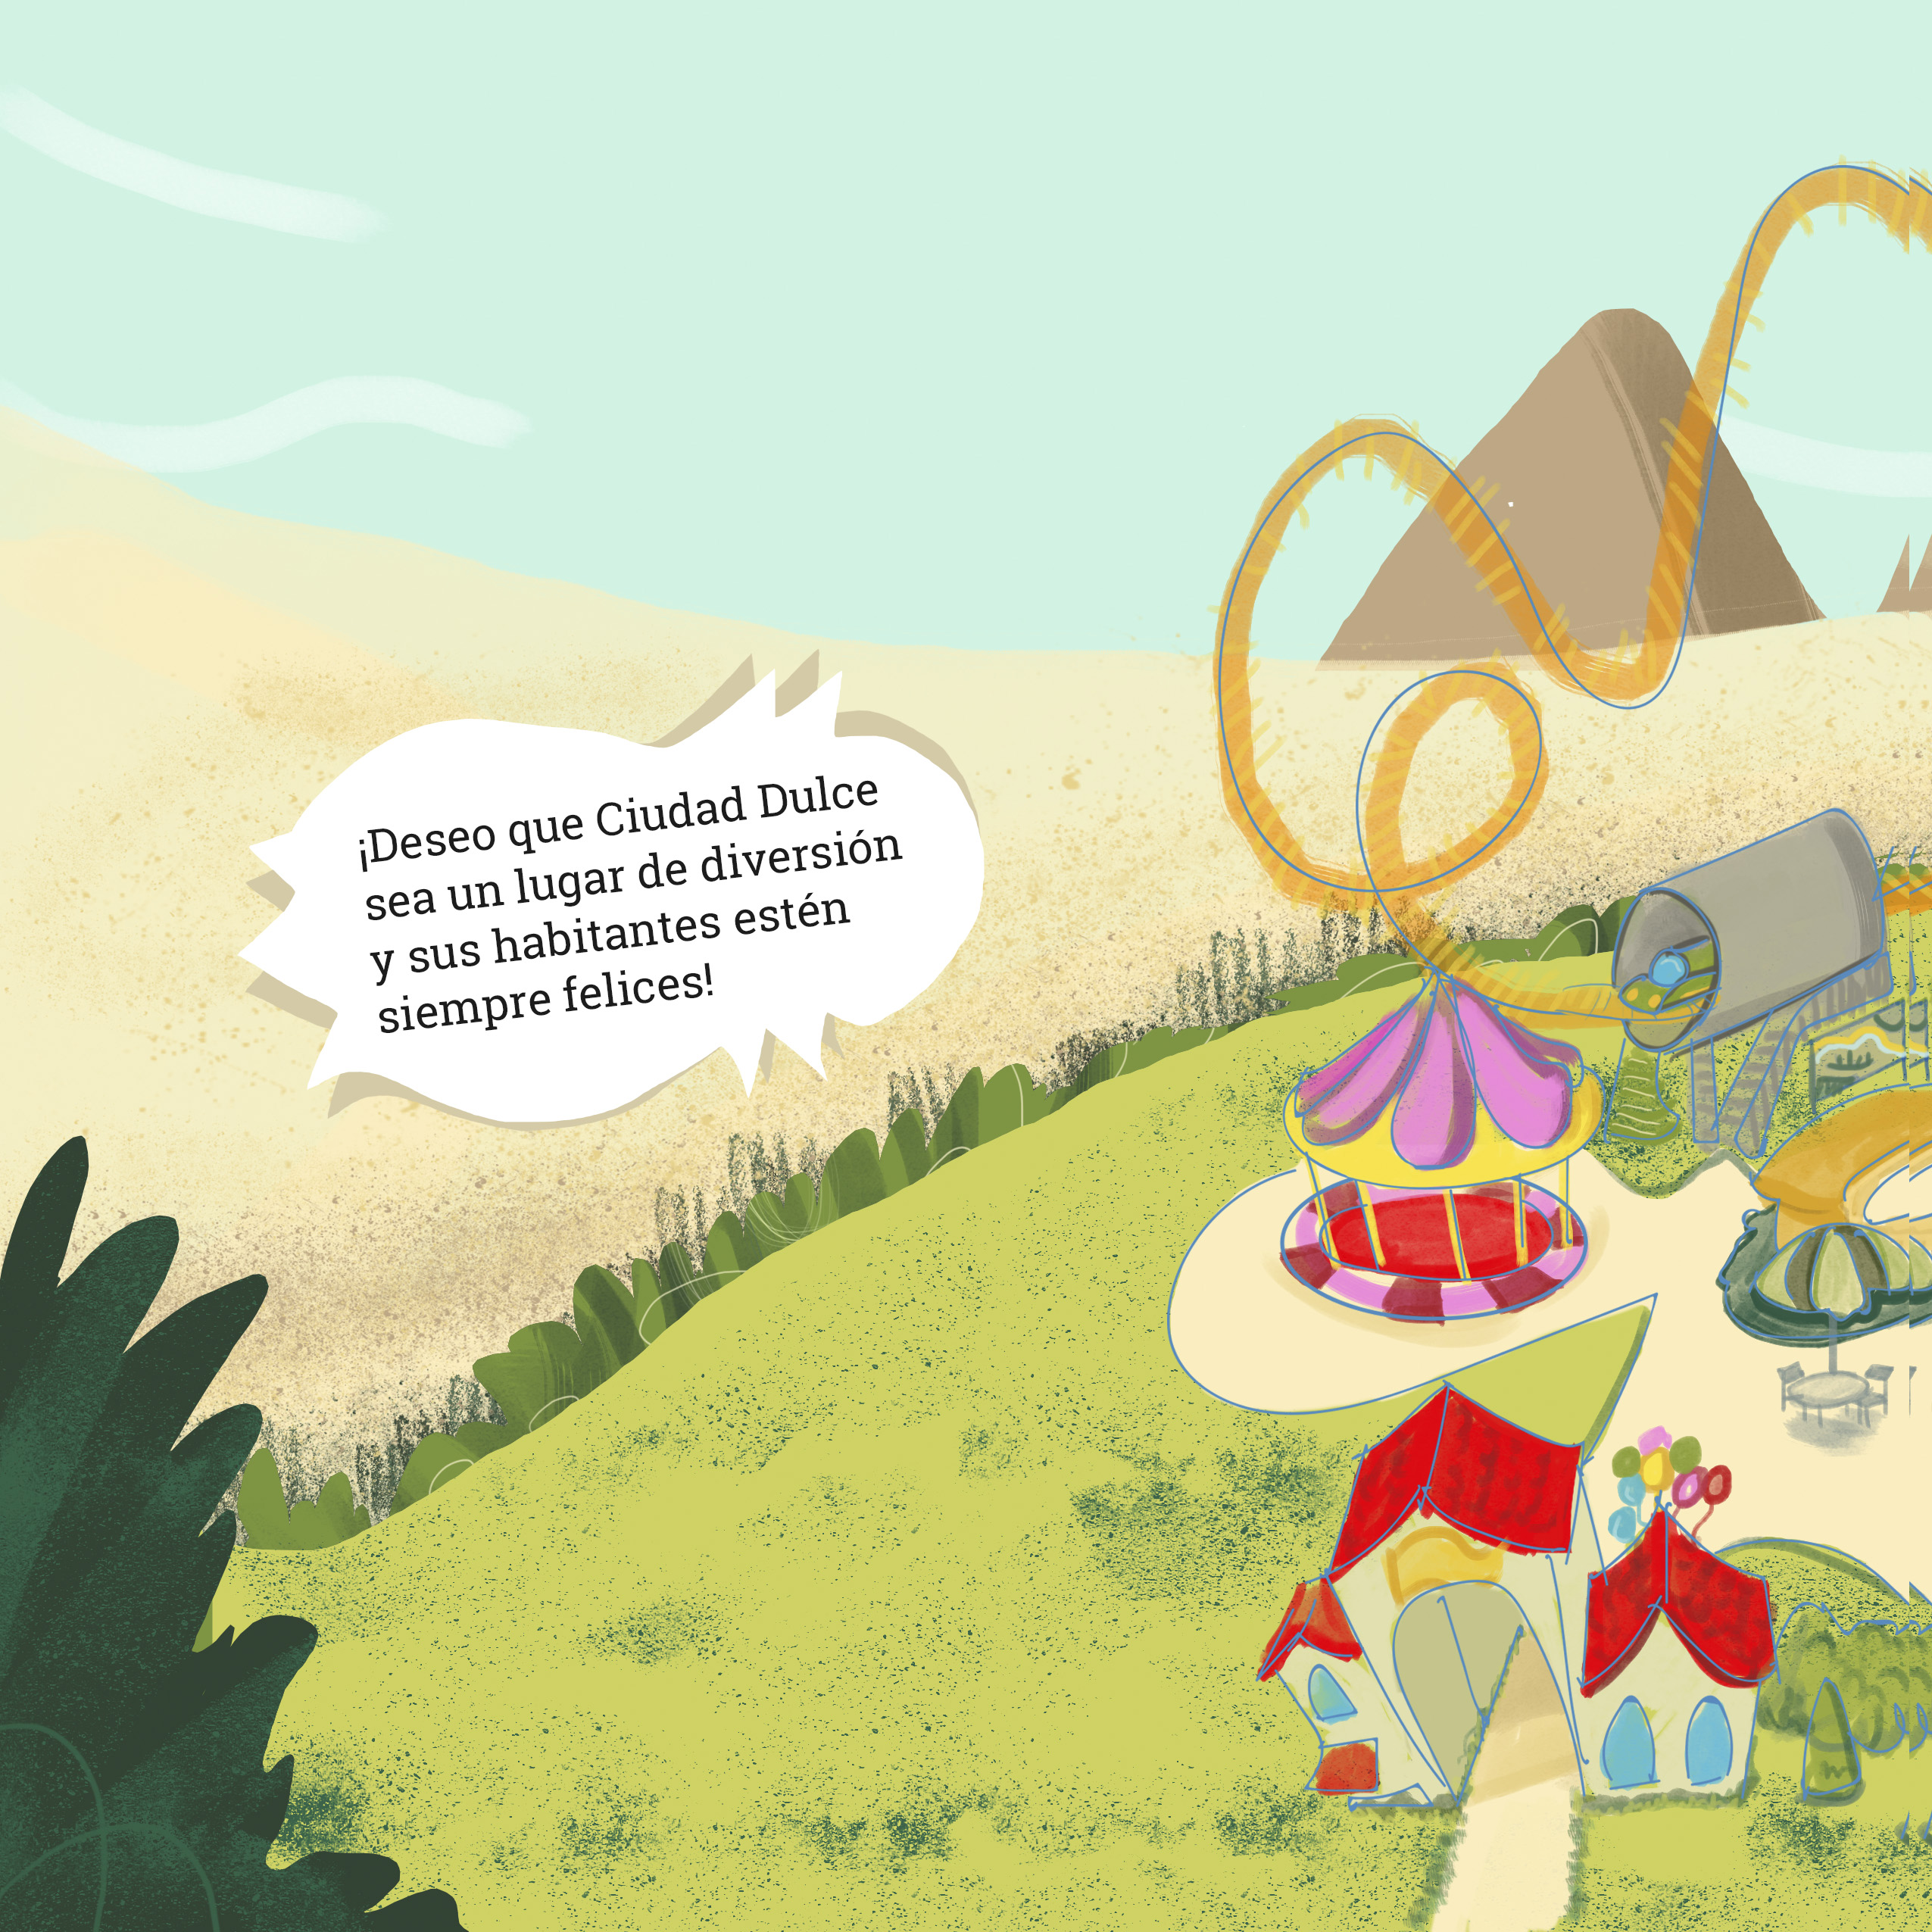 ¡Deseo que Ciudad Dulce
sea un lugar de diversión
y sus habitantes estén
siempre felices!